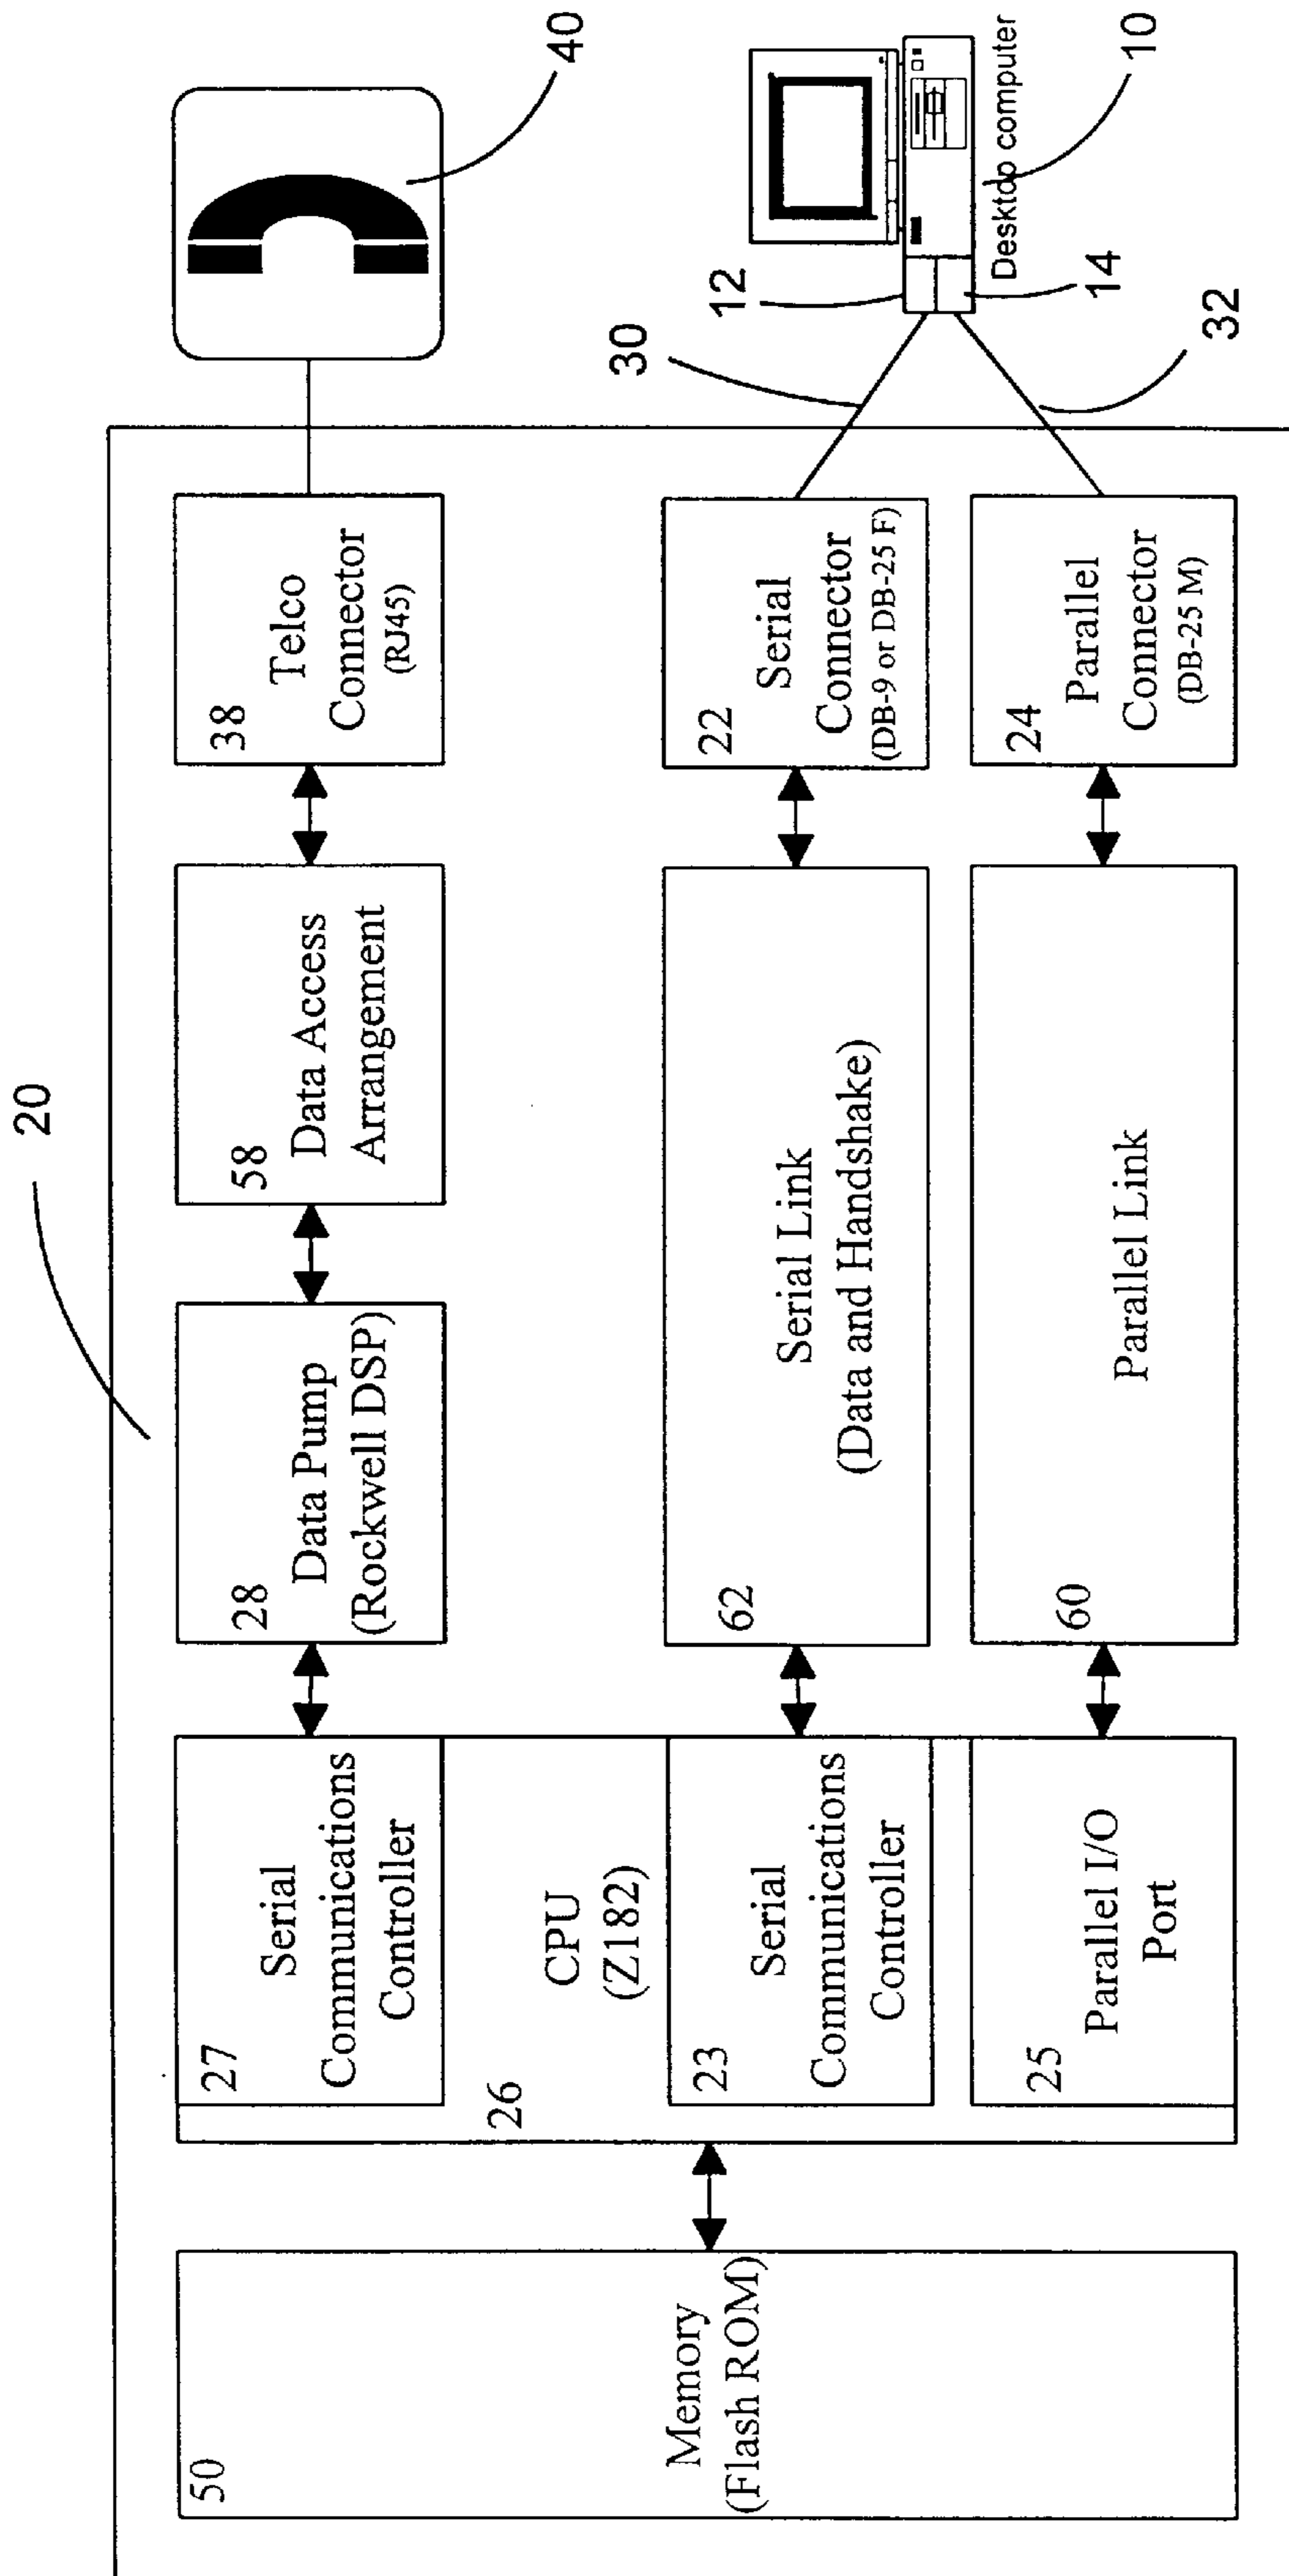 20
50
Memory
(Flash ROM)
26
CPU
(Z182)
27
Serial
Communications
Controller
23
Serial
Communications
Controller
25
Parallel I/O
Port
28
Data Pump
(Rockwell DSP)
58
Data Access
Arrangement
38
Telco
Connector
(RJ45)
40
62
Serial Link
(Data and Handshake)
22
Serial
Connector
(DB-9 or DB-25 F)
60
Parallel Link
24
Parallel
Connector
(DB-25 M)
30
32
12
14
Desktop computer
10